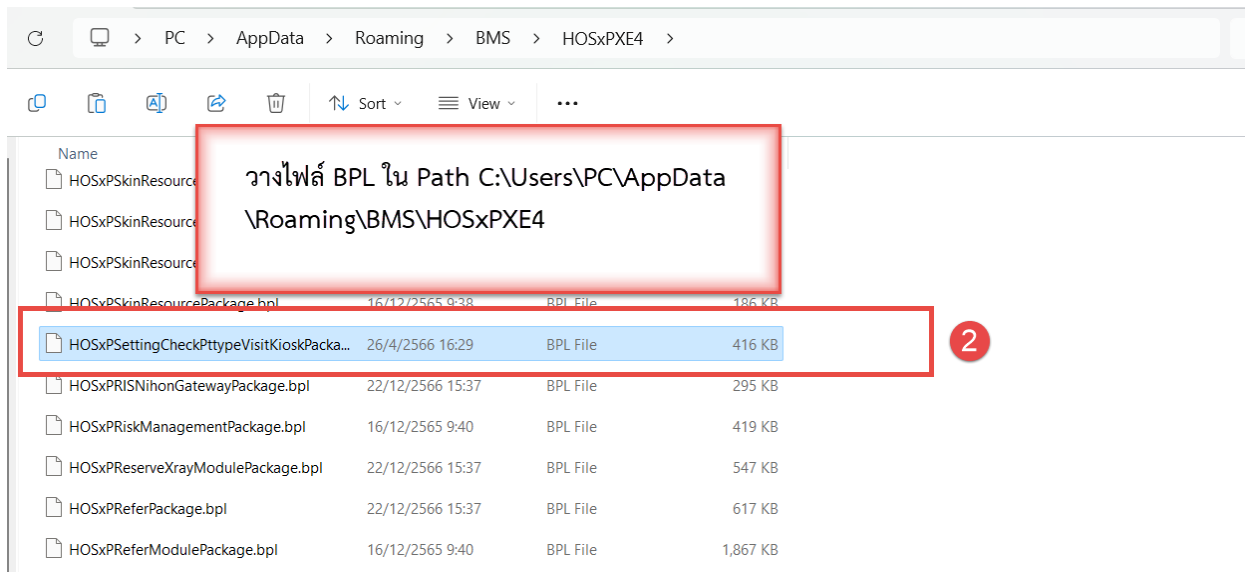 PC > AppData > Roaming > BMS > HOSxPXE4 >
Sort View
Name
วางไฟล์ BPL ใน Path C:\Users\PC\AppData
\Roaming\BMS\HOSxPXE4
HOSxPSkinResource
HOSxPSkinResource
HOSxPSkinResource
HOSxPSkinResourcePackage.bpl 16/12/2565 9:38 BPL File 186 KB
HOSxPSettingCheckPttypeVisitKioskPacka... 26/4/2566 16:29 BPL File 416 KB
2
HOSxPRISNihonGatewayPackage.bpl 22/12/2566 15:37 BPL File 295 KB
HOSxPRiskManagementPackage.bpl 16/12/2565 9:40 BPL File 419 KB
HOSxPReserveXrayModulePackage.bpl 22/12/2566 15:37 BPL File 547 KB
HOSxPReferPackage.bpl 22/12/2566 15:37 BPL File 617 KB
HOSxPReferModulePackage.bpl 16/12/2565 9:40 BPL File 1,867 KB